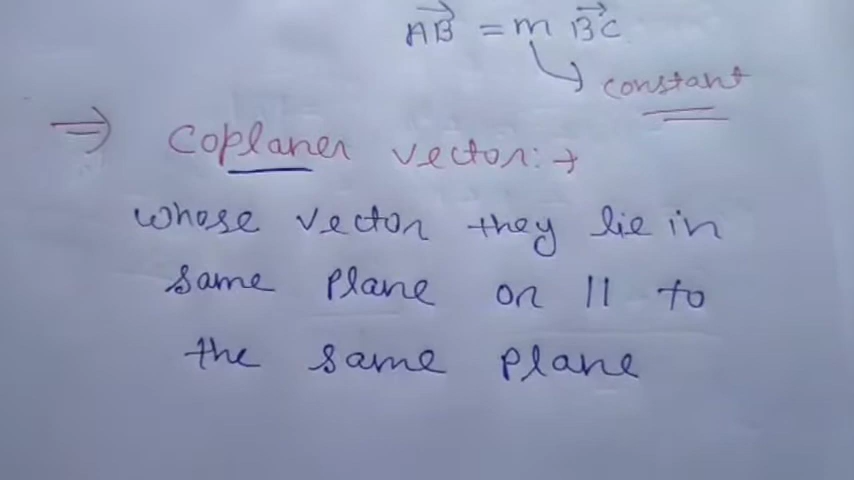 AB = m BC
constant
⇒ Coplaner vector:→
whose vector they lie in
same plane or || to
the same plane